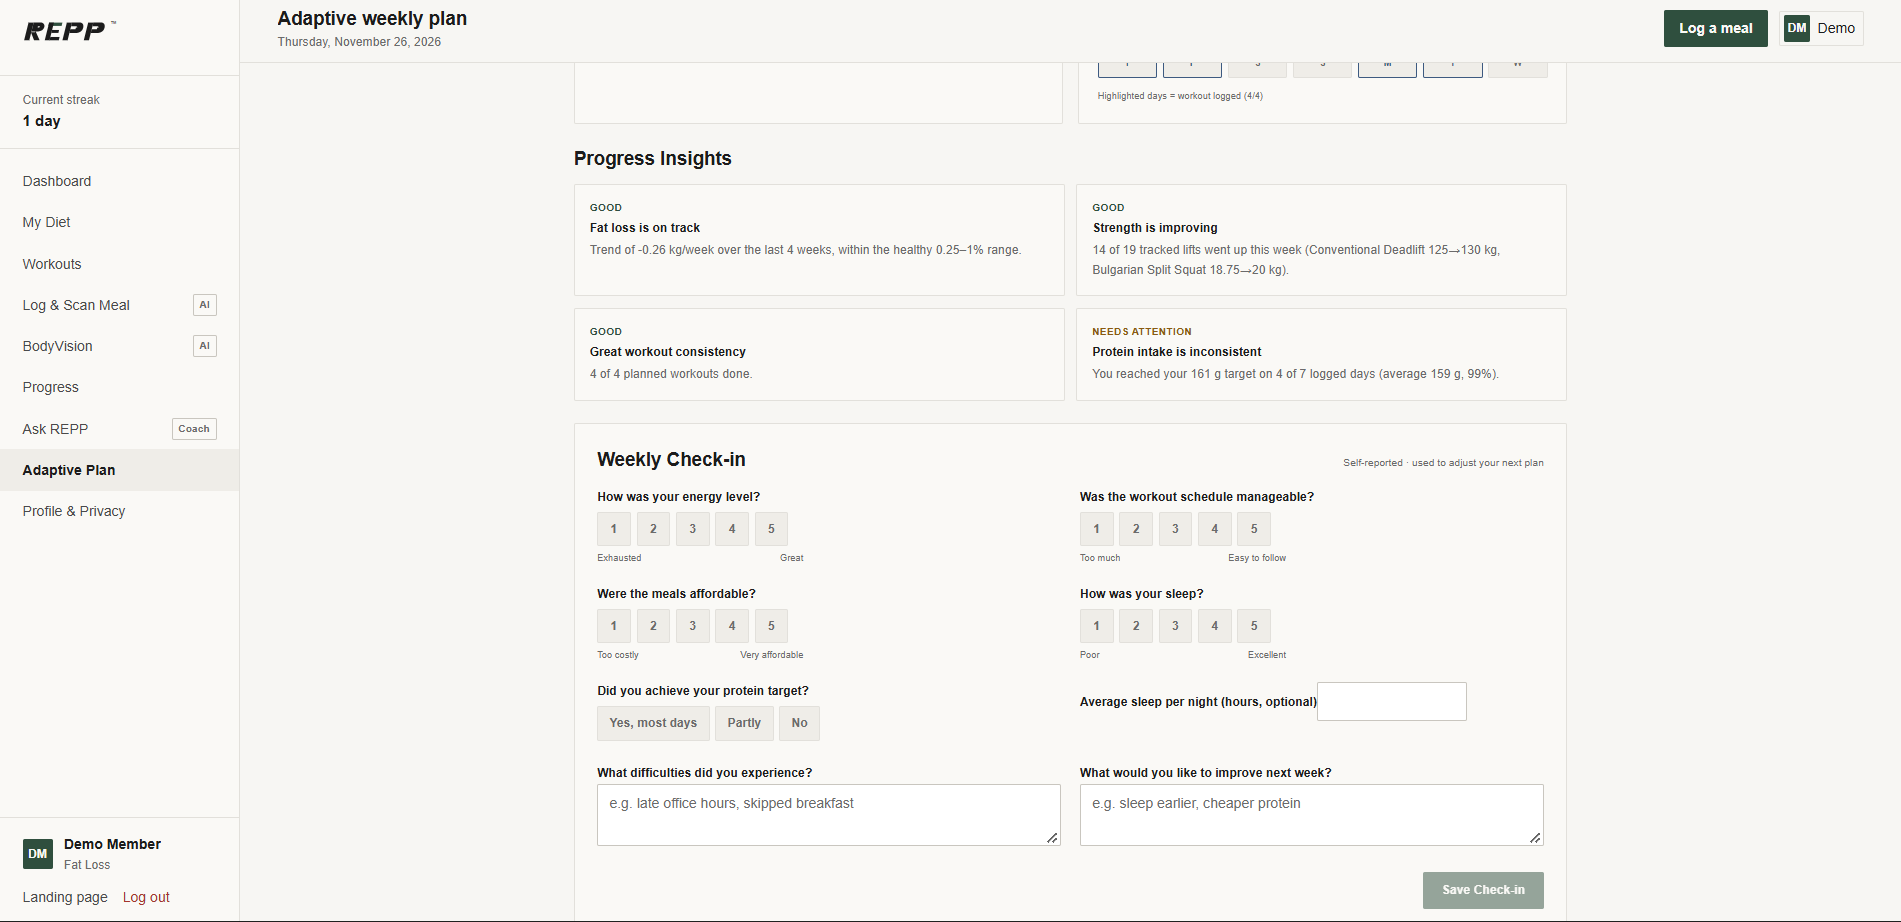 REPP™
Current streak
1 day
Dashboard
My Diet
Workouts
Log & Scan Meal AI
BodyVision AI
Progress
Ask REPP Coach
Adaptive Plan
Profile & Privacy
DM Demo Member
Fat Loss
Landing page Log out
Adaptive weekly plan
Thursday, November 26, 2026
Log a meal
DM Demo
Highlighted days = workout logged (4/4)
Progress Insights
GOOD
Fat loss is on track
Trend of -0.26 kg/week over the last 4 weeks, within the healthy 0.25–1% range.
GOOD
Strength is improving
14 of 19 tracked lifts went up this week (Conventional Deadlift 125→130 kg,
Bulgarian Split Squat 18.75→20 kg).
GOOD
Great workout consistency
4 of 4 planned workouts done.
NEEDS ATTENTION
Protein intake is inconsistent
You reached your 161 g target on 4 of 7 logged days (average 159 g, 99%).
Weekly Check-in
Self-reported · used to adjust your next plan
How was your energy level?
1 2 3 4 5
Exhausted Great
Was the workout schedule manageable?
1 2 3 4 5
Too much Easy to follow
Were the meals affordable?
1 2 3 4 5
Too costly Very affordable
How was your sleep?
1 2 3 4 5
Poor Excellent
Did you achieve your protein target?
Yes, most days Partly No
Average sleep per night (hours, optional)
What difficulties did you experience?
e.g. late office hours, skipped breakfast
What would you like to improve next week?
e.g. sleep earlier, cheaper protein
Save Check-in